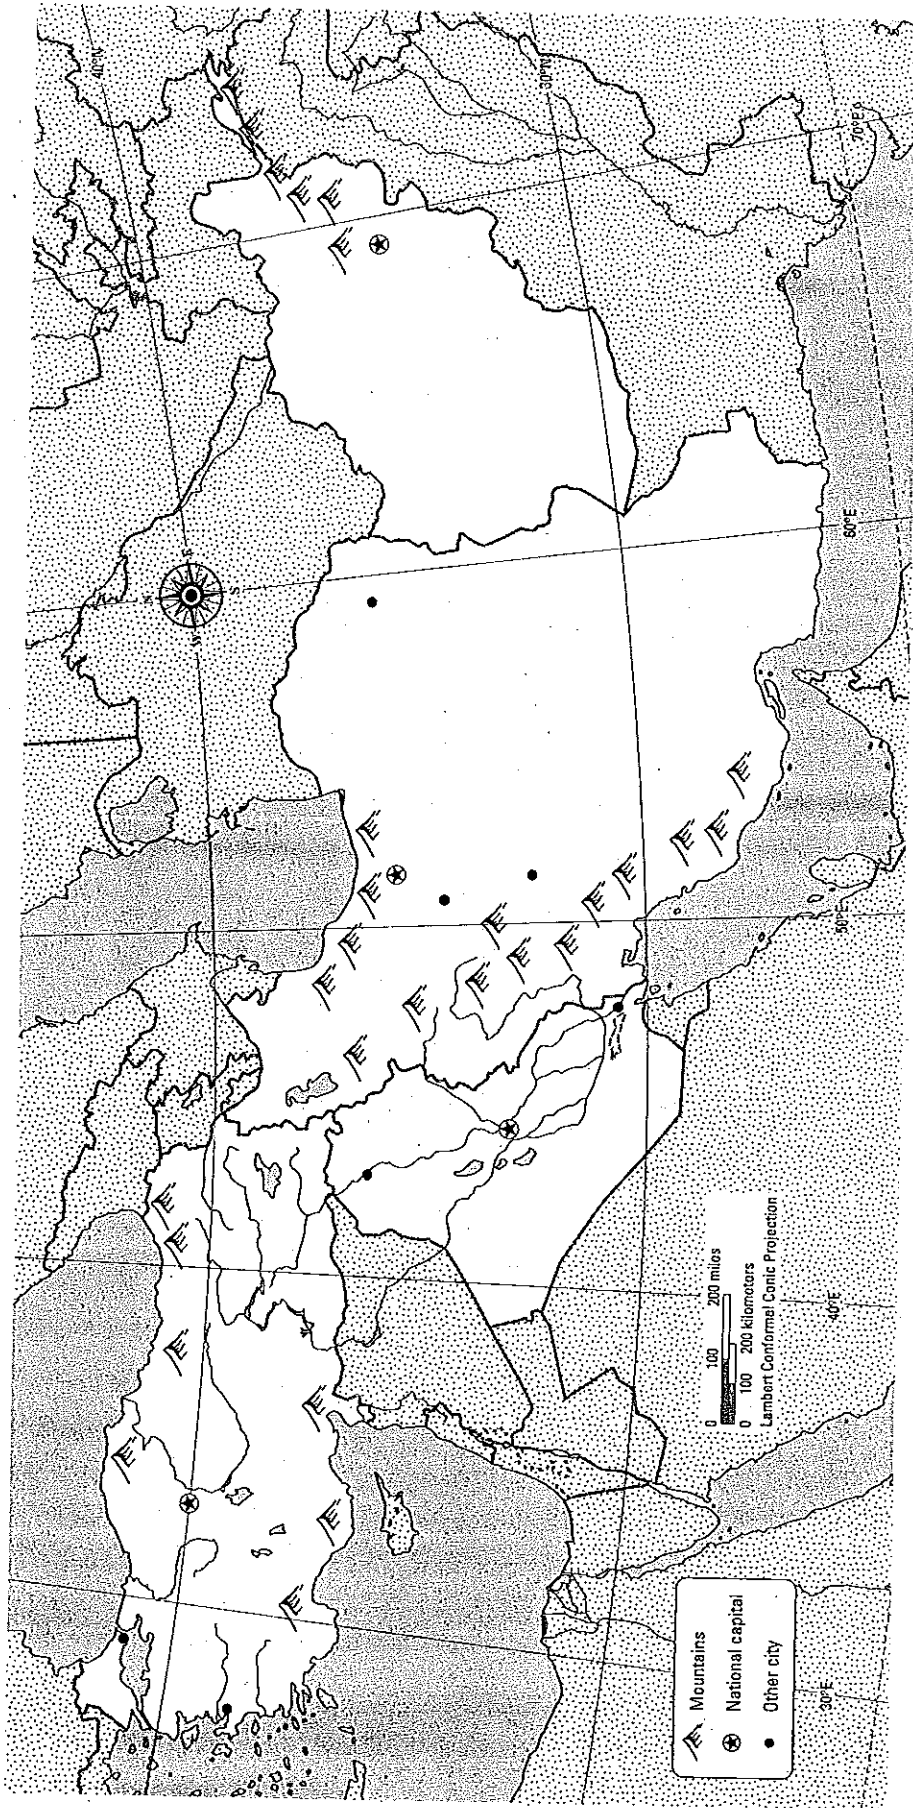 40°N
30°N
70°E
60°E
50°E
40°E
30°E
N
S
0 100 200 miles
0 100 200 kilometers
Lambert Conformal Conic Projection
Mountains
National capital
Other city